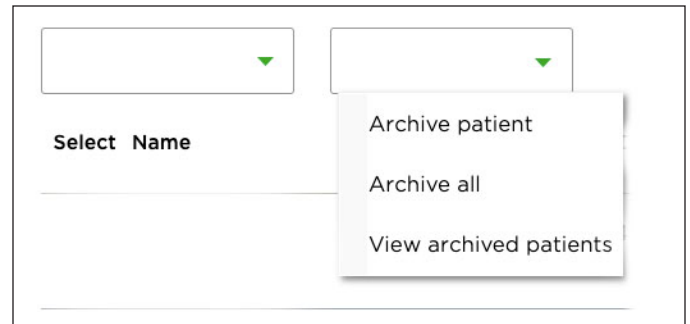 Select Name
Archive patient
Archive all
View archived patients